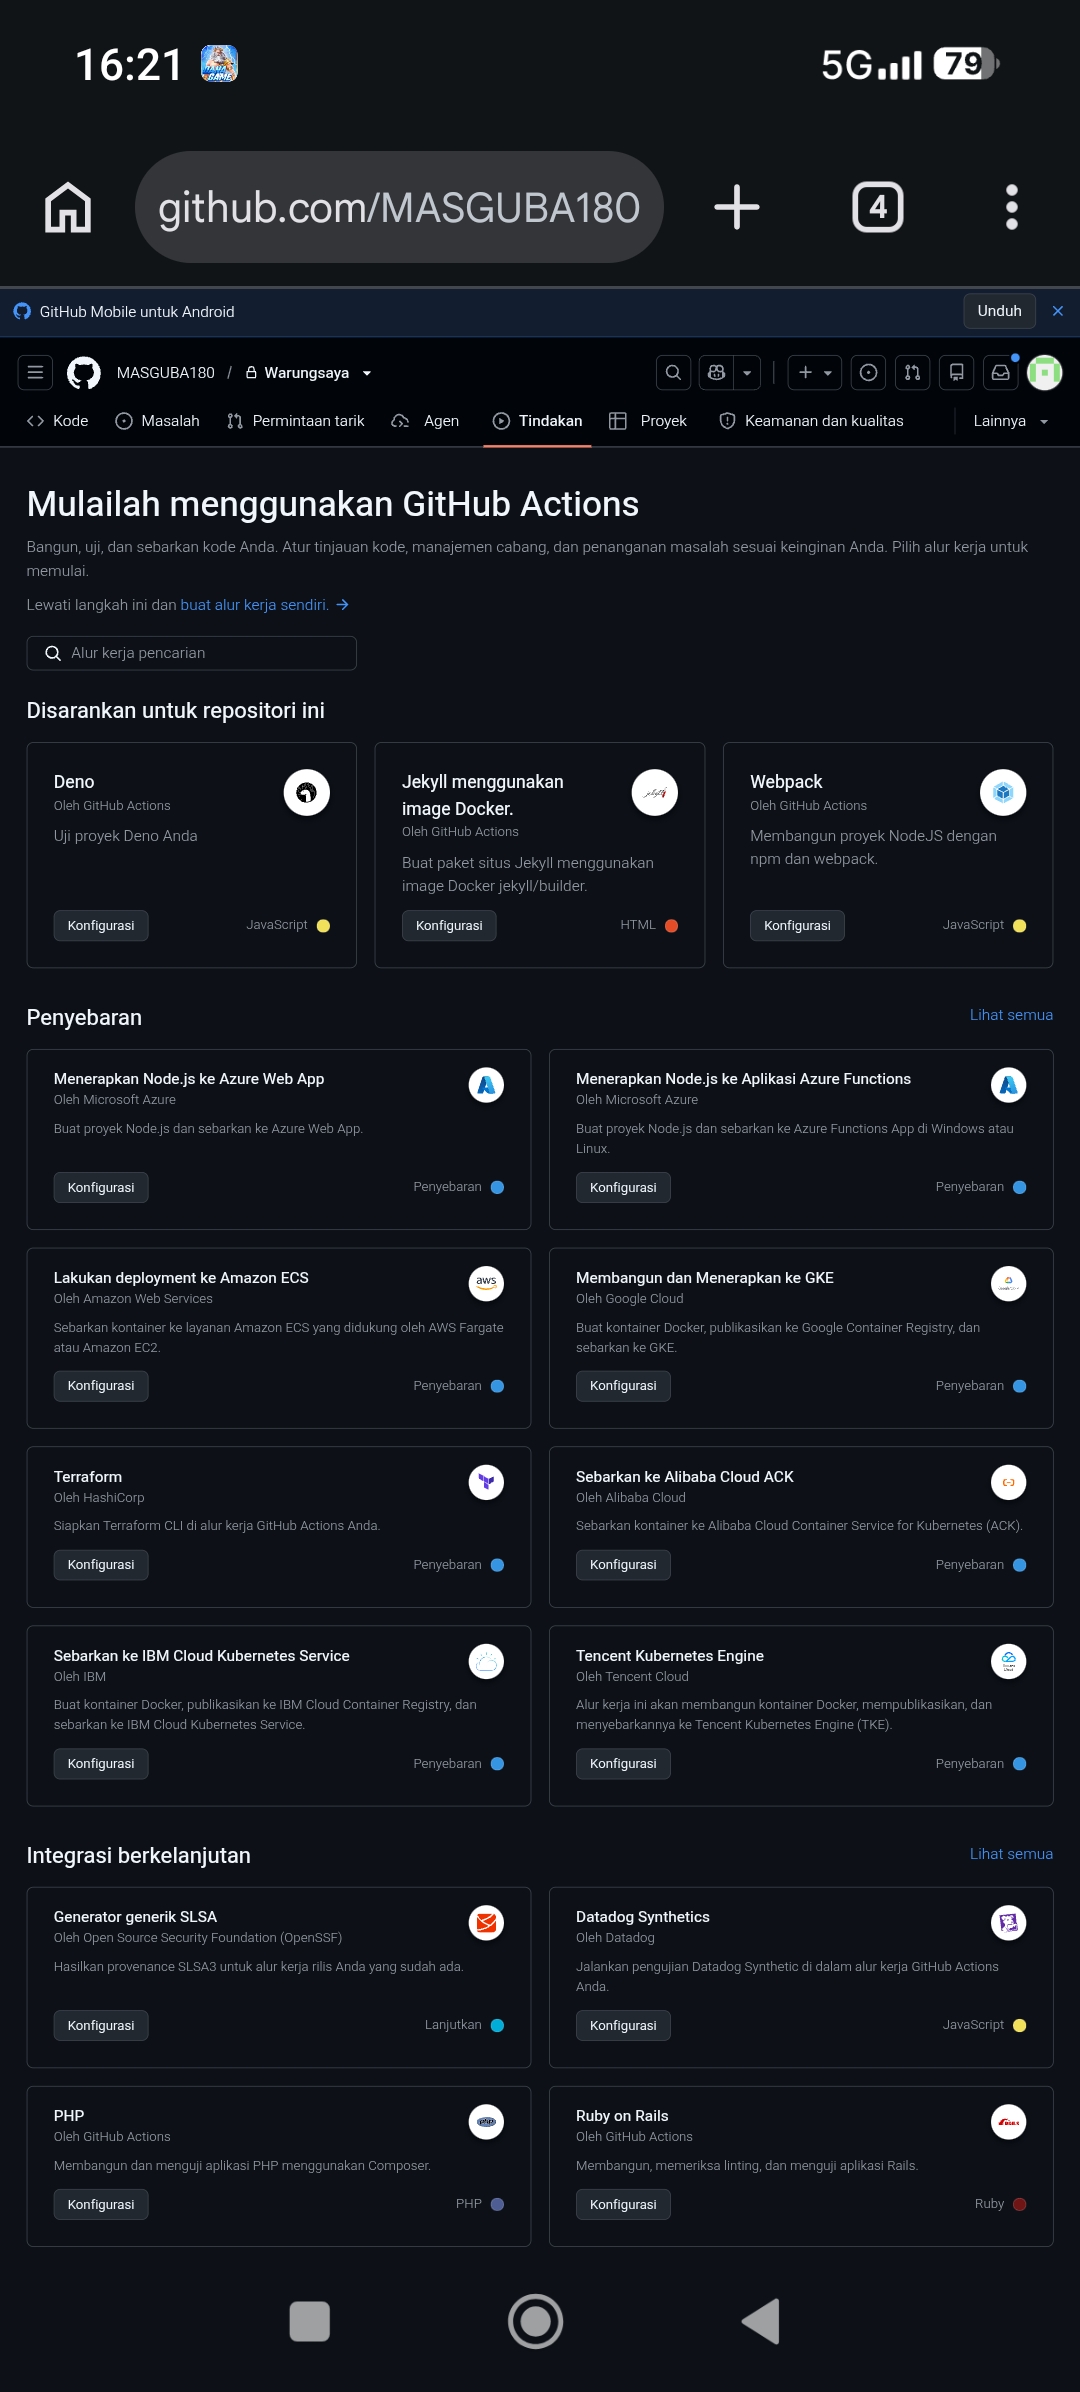 16:21
5G 79
github.com/MASGUBA180
4
GitHub Mobile untuk Android
Unduh
MASGUBA180 / Warungsaya
Kode
Masalah
Permintaan tarik
Agen
Tindakan
Proyek
Keamanan dan kualitas
Lainnya
Mulailah menggunakan GitHub Actions
Bangun, uji, dan sebarkan kode Anda. Atur tinjauan kode, manajemen cabang, dan penanganan masalah sesuai keinginan Anda. Pilih alur kerja untuk
memulai.
Lewati langkah ini dan buat alur kerja sendiri. →
Alur kerja pencarian
Disarankan untuk repositori ini
Deno
Oleh GitHub Actions
Uji proyek Deno Anda
Konfigurasi
JavaScript
Jekyll menggunakan
image Docker.
Oleh GitHub Actions
Buat paket situs Jekyll menggunakan
image Docker jekyll/builder.
Konfigurasi
HTML
Webpack
Oleh GitHub Actions
Membangun proyek NodeJS dengan
npm dan webpack.
Konfigurasi
JavaScript
Penyebaran
Lihat semua
Menerapkan Node.js ke Azure Web App
Oleh Microsoft Azure
Buat proyek Node.js dan sebarkan ke Azure Web App.
Konfigurasi
Penyebaran
Menerapkan Node.js ke Aplikasi Azure Functions
Oleh Microsoft Azure
Buat proyek Node.js dan sebarkan ke Azure Functions App di Windows atau
Linux.
Konfigurasi
Penyebaran
Lakukan deployment ke Amazon ECS
Oleh Amazon Web Services
Sebarkan kontainer ke layanan Amazon ECS yang didukung oleh AWS Fargate
atau Amazon EC2.
Konfigurasi
Penyebaran
aws
Membangun dan Menerapkan ke GKE
Oleh Google Cloud
Buat kontainer Docker, publikasikan ke Google Container Registry, dan
sebarkan ke GKE.
Konfigurasi
Penyebaran
Terraform
Oleh HashiCorp
Siapkan Terraform CLI di alur kerja GitHub Actions Anda.
Konfigurasi
Penyebaran
Sebarkan ke Alibaba Cloud ACK
Oleh Alibaba Cloud
Sebarkan kontainer ke Alibaba Cloud Container Service for Kubernetes (ACK).
Konfigurasi
Penyebaran
Sebarkan ke IBM Cloud Kubernetes Service
Oleh IBM
Buat kontainer Docker, publikasikan ke IBM Cloud Container Registry, dan
sebarkan ke IBM Cloud Kubernetes Service.
Konfigurasi
Penyebaran
Tencent Kubernetes Engine
Oleh Tencent Cloud
Alur kerja ini akan membangun kontainer Docker, mempublikasikan, dan
menyebarkannya ke Tencent Kubernetes Engine (TKE).
Konfigurasi
Penyebaran
Integrasi berkelanjutan
Lihat semua
Generator generik SLSA
Oleh Open Source Security Foundation (OpenSSF)
Hasilkan provenance SLSA3 untuk alur kerja rilis Anda yang sudah ada.
Konfigurasi
Lanjutkan
Datadog Synthetics
Oleh Datadog
Jalankan pengujian Datadog Synthetic di dalam alur kerja GitHub Actions
Anda.
Konfigurasi
JavaScript
PHP
Oleh GitHub Actions
Membangun dan menguji aplikasi PHP menggunakan Composer.
Konfigurasi
PHP
php
Ruby on Rails
Oleh GitHub Actions
Membangun, memeriksa linting, dan menguji aplikasi Rails.
Konfigurasi
Ruby